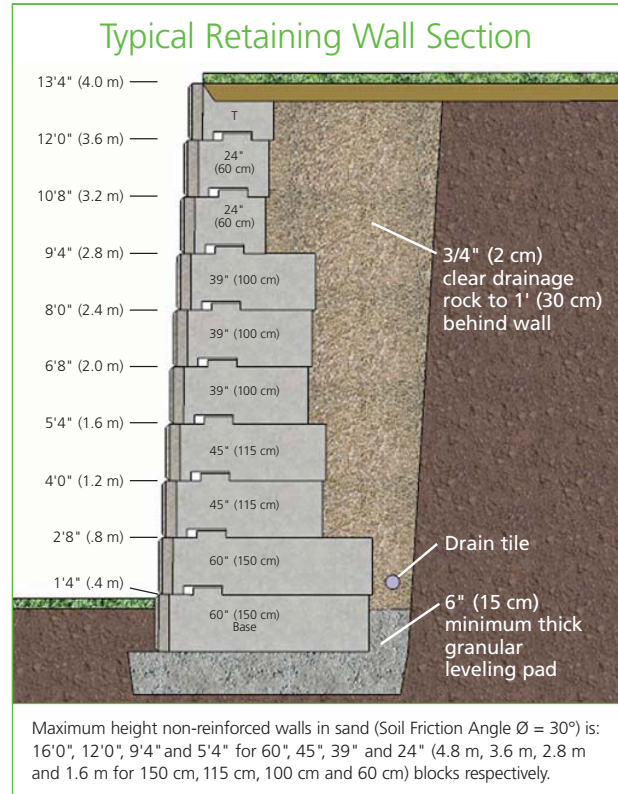 Typical Retaining Wall Section
13'4" (4.0 m)
T
12'0" (3.6 m)
24"
(60 cm)
10'8" (3.2 m)
24"
(60 cm)
9'4" (2.8 m)
3/4" (2 cm)
clear drainage
rock to 1' (30 cm)
behind wall
39" (100 cm)
8'0" (2.4 m)
39" (100 cm)
6'8" (2.0 m)
39" (100 cm)
5'4" (1.6 m)
45" (115 cm)
4'0" (1.2 m)
45" (115 cm)
2'8" (.8 m)
Drain tile
60" (150 cm)
1'4" (.4 m)
6" (15 cm)
minimum thick
granular
leveling pad
60" (150 cm)
Base
Maximum height non-reinforced walls in sand (Soil Friction Angle Ø = 30°) is:
16'0", 12'0", 9'4" and 5'4" for 60", 45", 39" and 24" (4.8 m, 3.6 m, 2.8 m
and 1.6 m for 150 cm, 115 cm, 100 cm and 60 cm) blocks respectively.